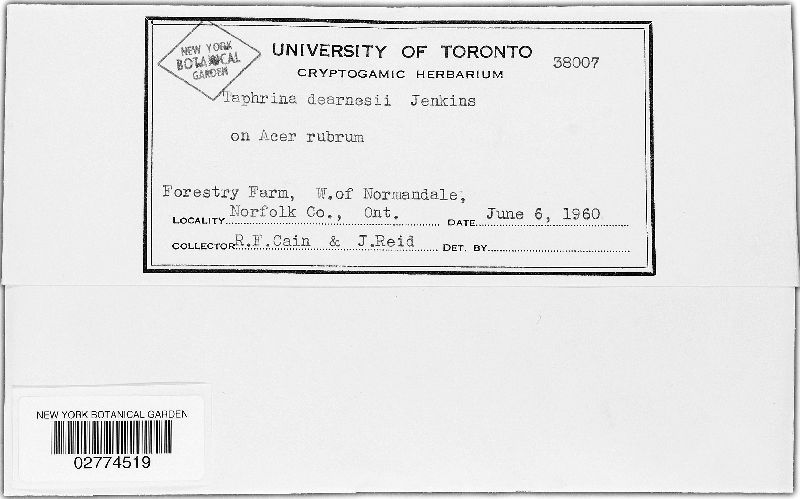 NEW YORK
BOTANICAL
GARDEN
UNIVERSITY OF TORONTO 38007
CRYPTOGAMIC HERBARIUM
Taphrina dearnesii Jenkins
on Acer rubrum
Forestry Farm, W.of Normandale,
LOCALITY Norfolk Co., Ont. DATE June 6, 1960
COLLECTOR R.F.Cain & J.Reid DET. BY
NEW YORK BOTANICAL GARDEN
02774519